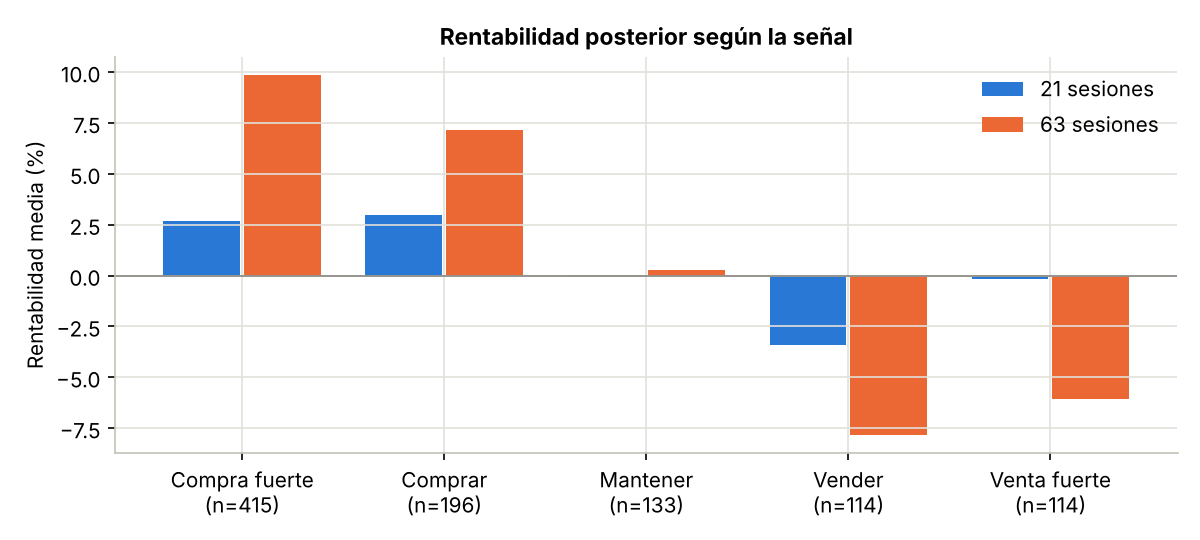 Rentabilidad posterior según la señal
Rentabilidad media (%)
10.0
7.5
5.0
2.5
0.0
−2.5
−5.0
−7.5
21 sesiones
63 sesiones
Compra fuerte
(n=415)
Comprar
(n=196)
Mantener
(n=133)
Vender
(n=114)
Venta fuerte
(n=114)